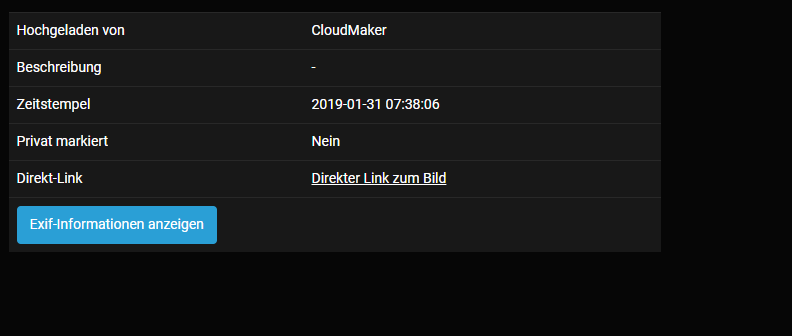 Hochgeladen von CloudMaker
Beschreibung -
Zeitstempel 2019-01-31 07:38:06
Privat markiert Nein
Direkt-Link Direkter Link zum Bild
Exif-Informationen anzeigen